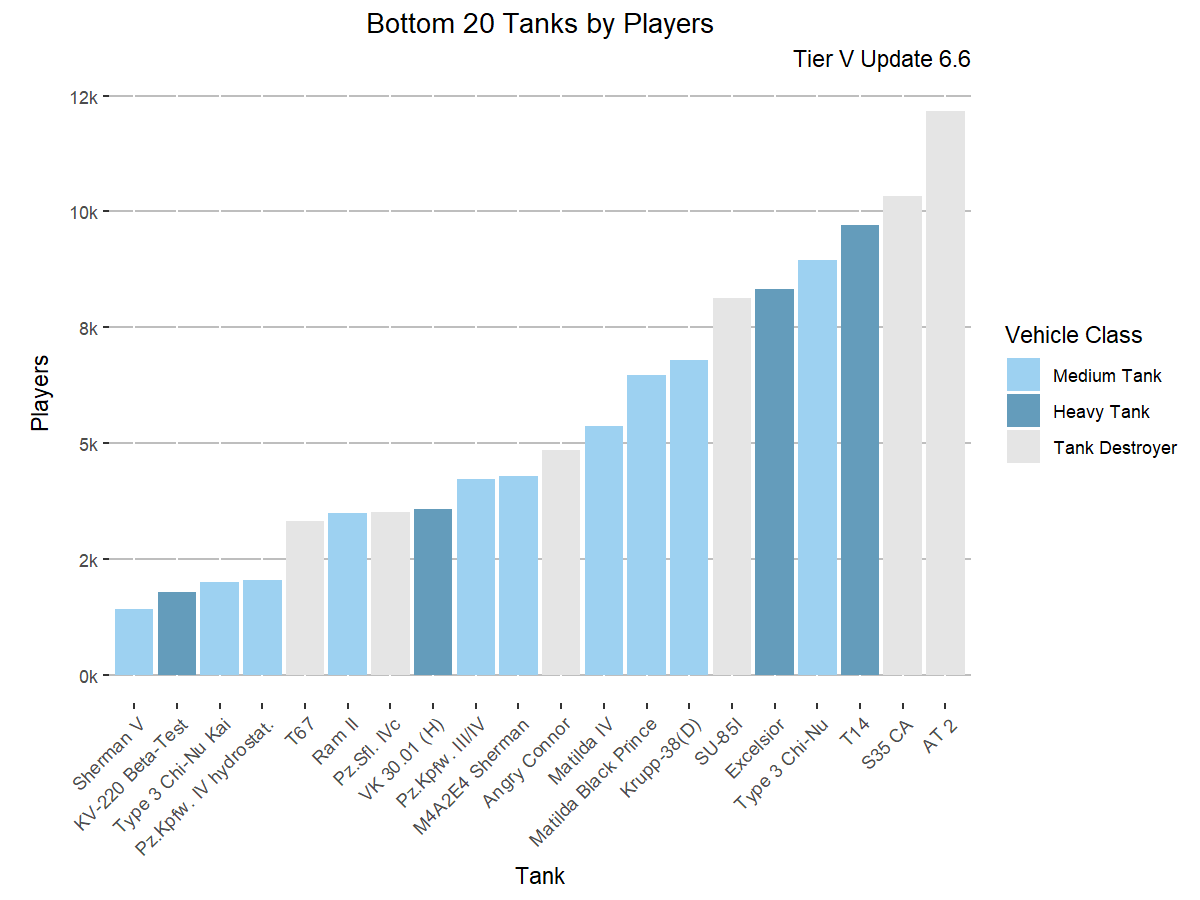 Bottom 20 Tanks by Players
Tier V Update 6.6
Players
12k
10k
8k
5k
2k
0k
Sherman V
KV-220 Beta-Test
Type 3 Chi-Nu Kai
Pz.Kpfw. IV hydrostat.
T67
Ram II
Pz.Sfl. IVc
VK 30.01 (H)
Pz.Kpfw. III/IV
M4A2E4 Sherman
Angry Connor
Matilda IV
Matilda Black Prince
Krupp-38(D)
SU-85I
Excelsior
Type 3 Chi-Nu
T14
S35 CA
AT 2
Tank
Vehicle Class
Medium Tank
Heavy Tank
Tank Destroyer